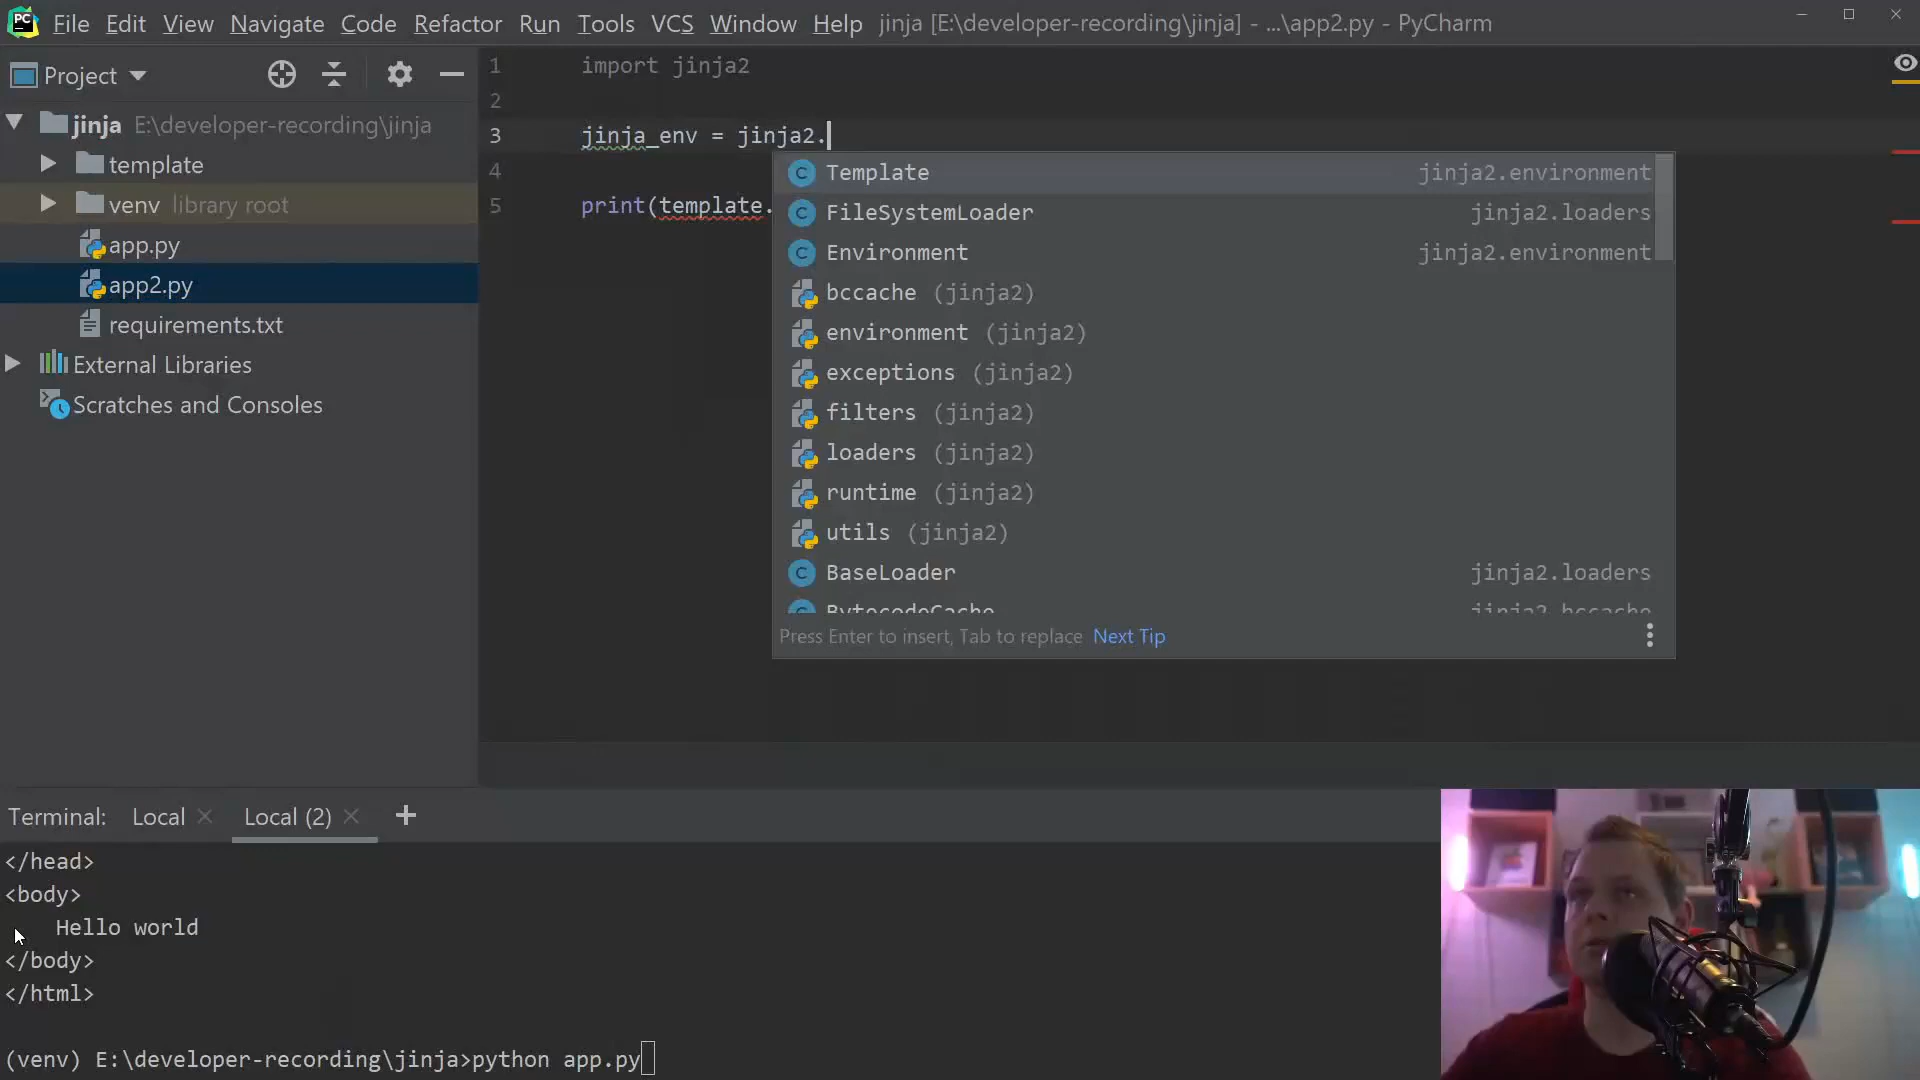 PC File Edit View Navigate Code Refactor Run Tools VCS Window Help jinja [E:\developer-recording\jinja] - ...\app2.py - PyCharm
Project
jinja E:\developer-recording\jinja
template
venv library root
app.py
app2.py
requirements.txt
External Libraries
Scratches and Consoles
1 import jinja2
2
3 jinja_env = jinja2.
4
5 print(template.
C Template jinja2.environment
C FileSystemLoader jinja2.loaders
C Environment jinja2.environment
bccache (jinja2)
environment (jinja2)
exceptions (jinja2)
filters (jinja2)
loaders (jinja2)
runtime (jinja2)
utils (jinja2)
C BaseLoader jinja2.loaders
C BytecodeCache jinja2.bccache
Press Enter to insert, Tab to replace Next Tip
Terminal: Local Local (2)
</head>
<body>
Hello world
</body>
</html>
(venv) E:\developer-recording\jinja>python app.py